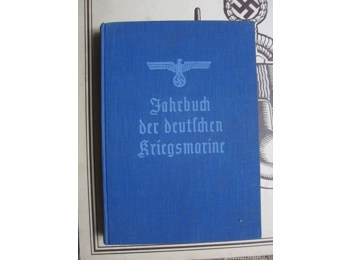 Jahrbuch
der deutschen
Kriegsmarine